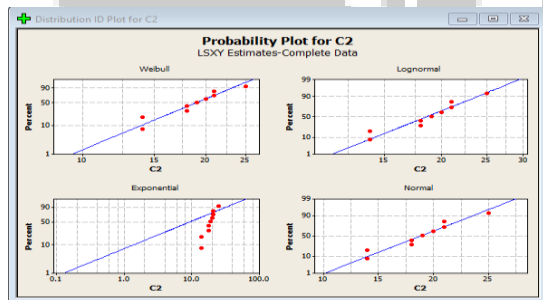 Distribution ID Plot for C2
Probability Plot for C2
LSXY Estimates-Complete Data
Weibull
Percent
90
50
10
1
10 15 20 25
C2
Lognormal
Percent
99
90
50
10
1
15 20 25 30
C2
Exponential
Percent
90
50
10
1
0.1 1.0 10.0 100.0
C2
Normal
Percent
99
90
50
10
1
10 15 20 25
C2